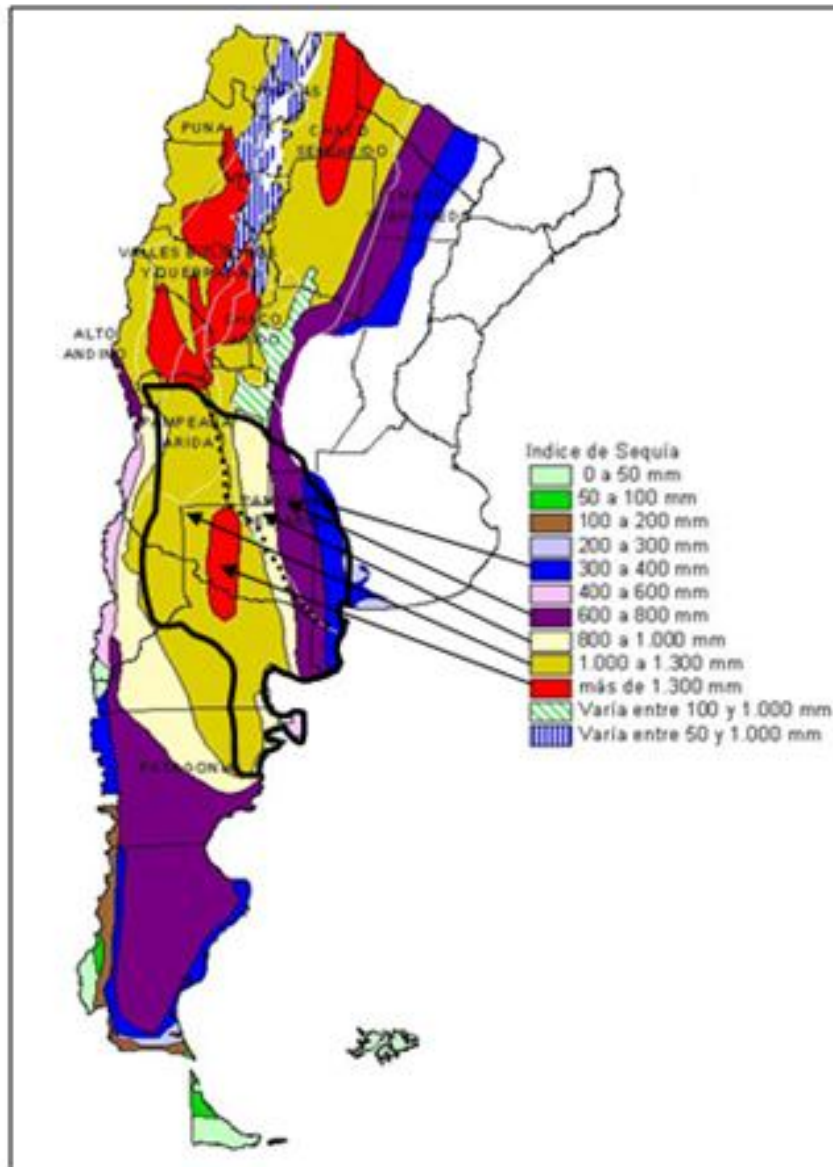 PUNA
CHACO
VALLES
ALTO
ANDINO
ARIDA
PATAGONIA
Indice de Sequía
0 a 50 mm
50 a 100 mm
100 a 200 mm
200 a 300 mm
300 a 400 mm
400 a 600 mm
600 a 800 mm
800 a 1.000 mm
1.000 a 1.300 mm
más de 1.300 mm
Varía entre 100 y 1.000 mm
Varía entre 50 y 1.000 mm